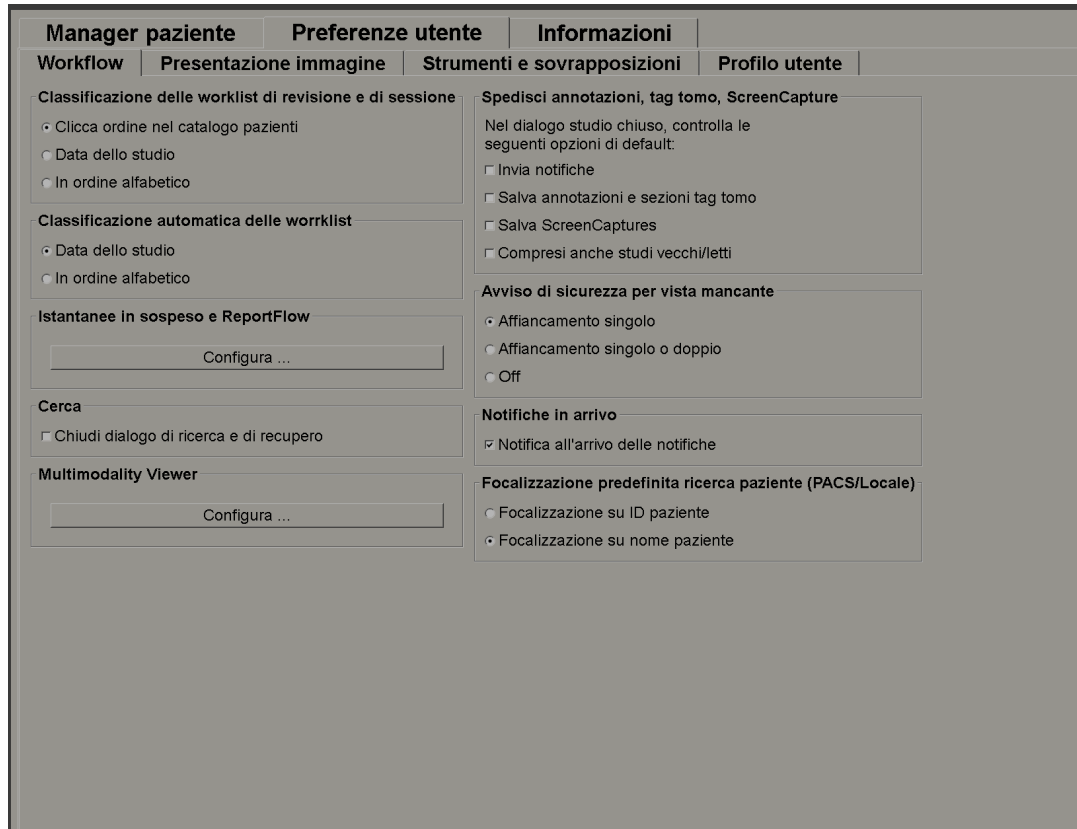 Manager paziente
Preferenze utente
Informazioni
Workflow
Presentazione immagine
Strumenti e sovrapposizioni
Profilo utente
Classificazione delle worklist di revisione e di sessione
Clicca ordine nel catalogo pazienti
Data dello studio
In ordine alfabetico
Classificazione automatica delle worrklist
Data dello studio
In ordine alfabetico
Istantanee in sospeso e ReportFlow
Configura ...
Cerca
Chiudi dialogo di ricerca e di recupero
Multimodality Viewer
Configura ...
Spedisci annotazioni, tag tomo, ScreenCapture
Nel dialogo studio chiuso, controlla le
seguenti opzioni di default:
Invia notifiche
Salva annotazioni e sezioni tag tomo
Salva ScreenCaptures
Compresi anche studi vecchi/letti
Avviso di sicurezza per vista mancante
Affiancamento singolo
Affiancamento singolo o doppio
Off
Notifiche in arrivo
Notifica all'arrivo delle notifiche
Focalizzazione predefinita ricerca paziente (PACS/Locale)
Focalizzazione su ID paziente
Focalizzazione su nome paziente